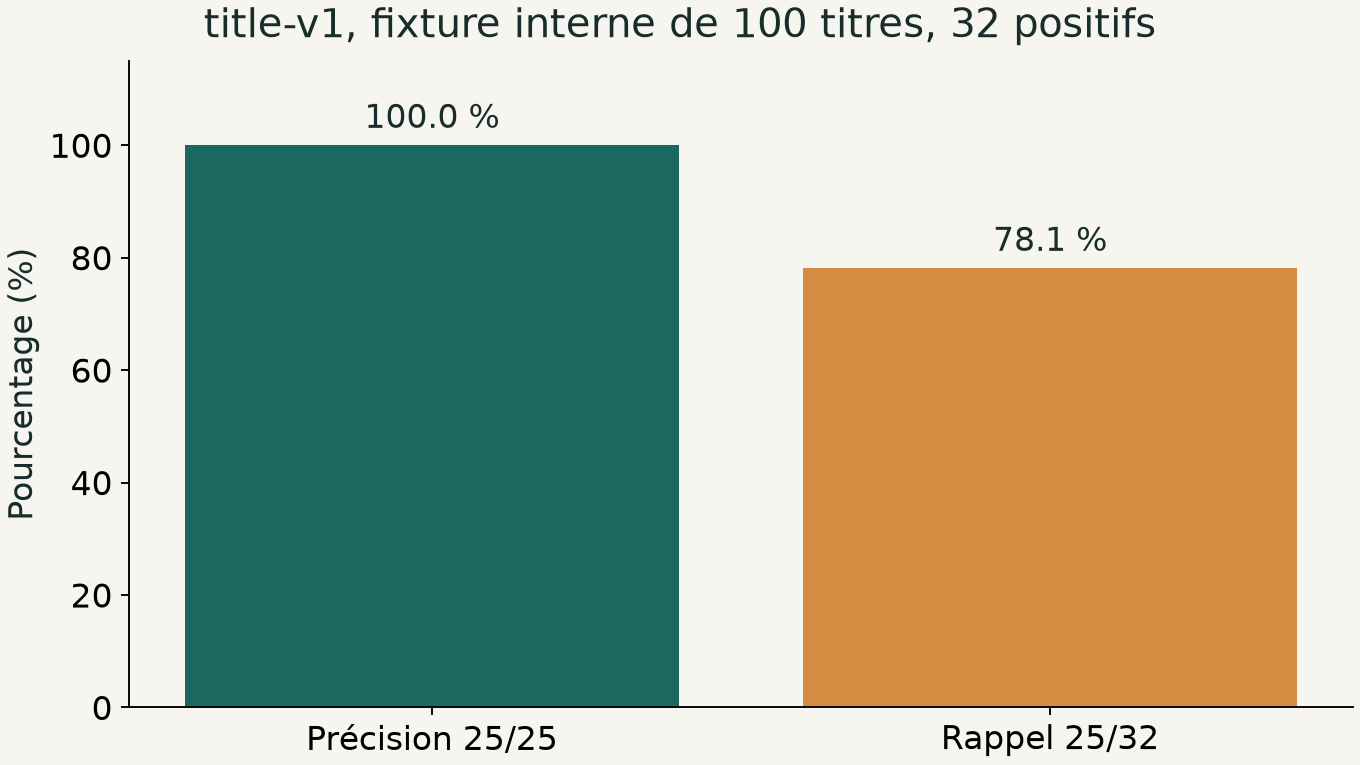 title-v1, fixture interne de 100 titres, 32 positifs
100.0 %
78.1 %
Pourcentage (%)
100
80
60
40
20
0
Précision 25/25
Rappel 25/32